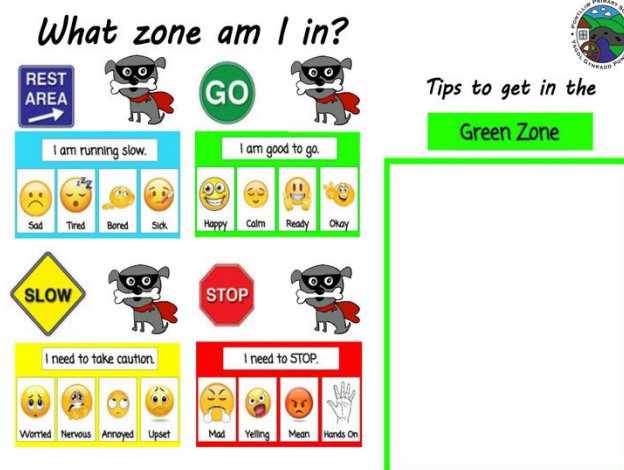 What zone am I in?
REST
AREA
GO
I am running slow.
Sad Tired Bored Sick
I am good to go.
Happy Calm Ready Okay
SLOW
STOP
I need to take caution.
Worried Nervous Annoyed Upset
I need to STOP.
Mad Yelling Mean Hands On
Tips to get in the
Green Zone